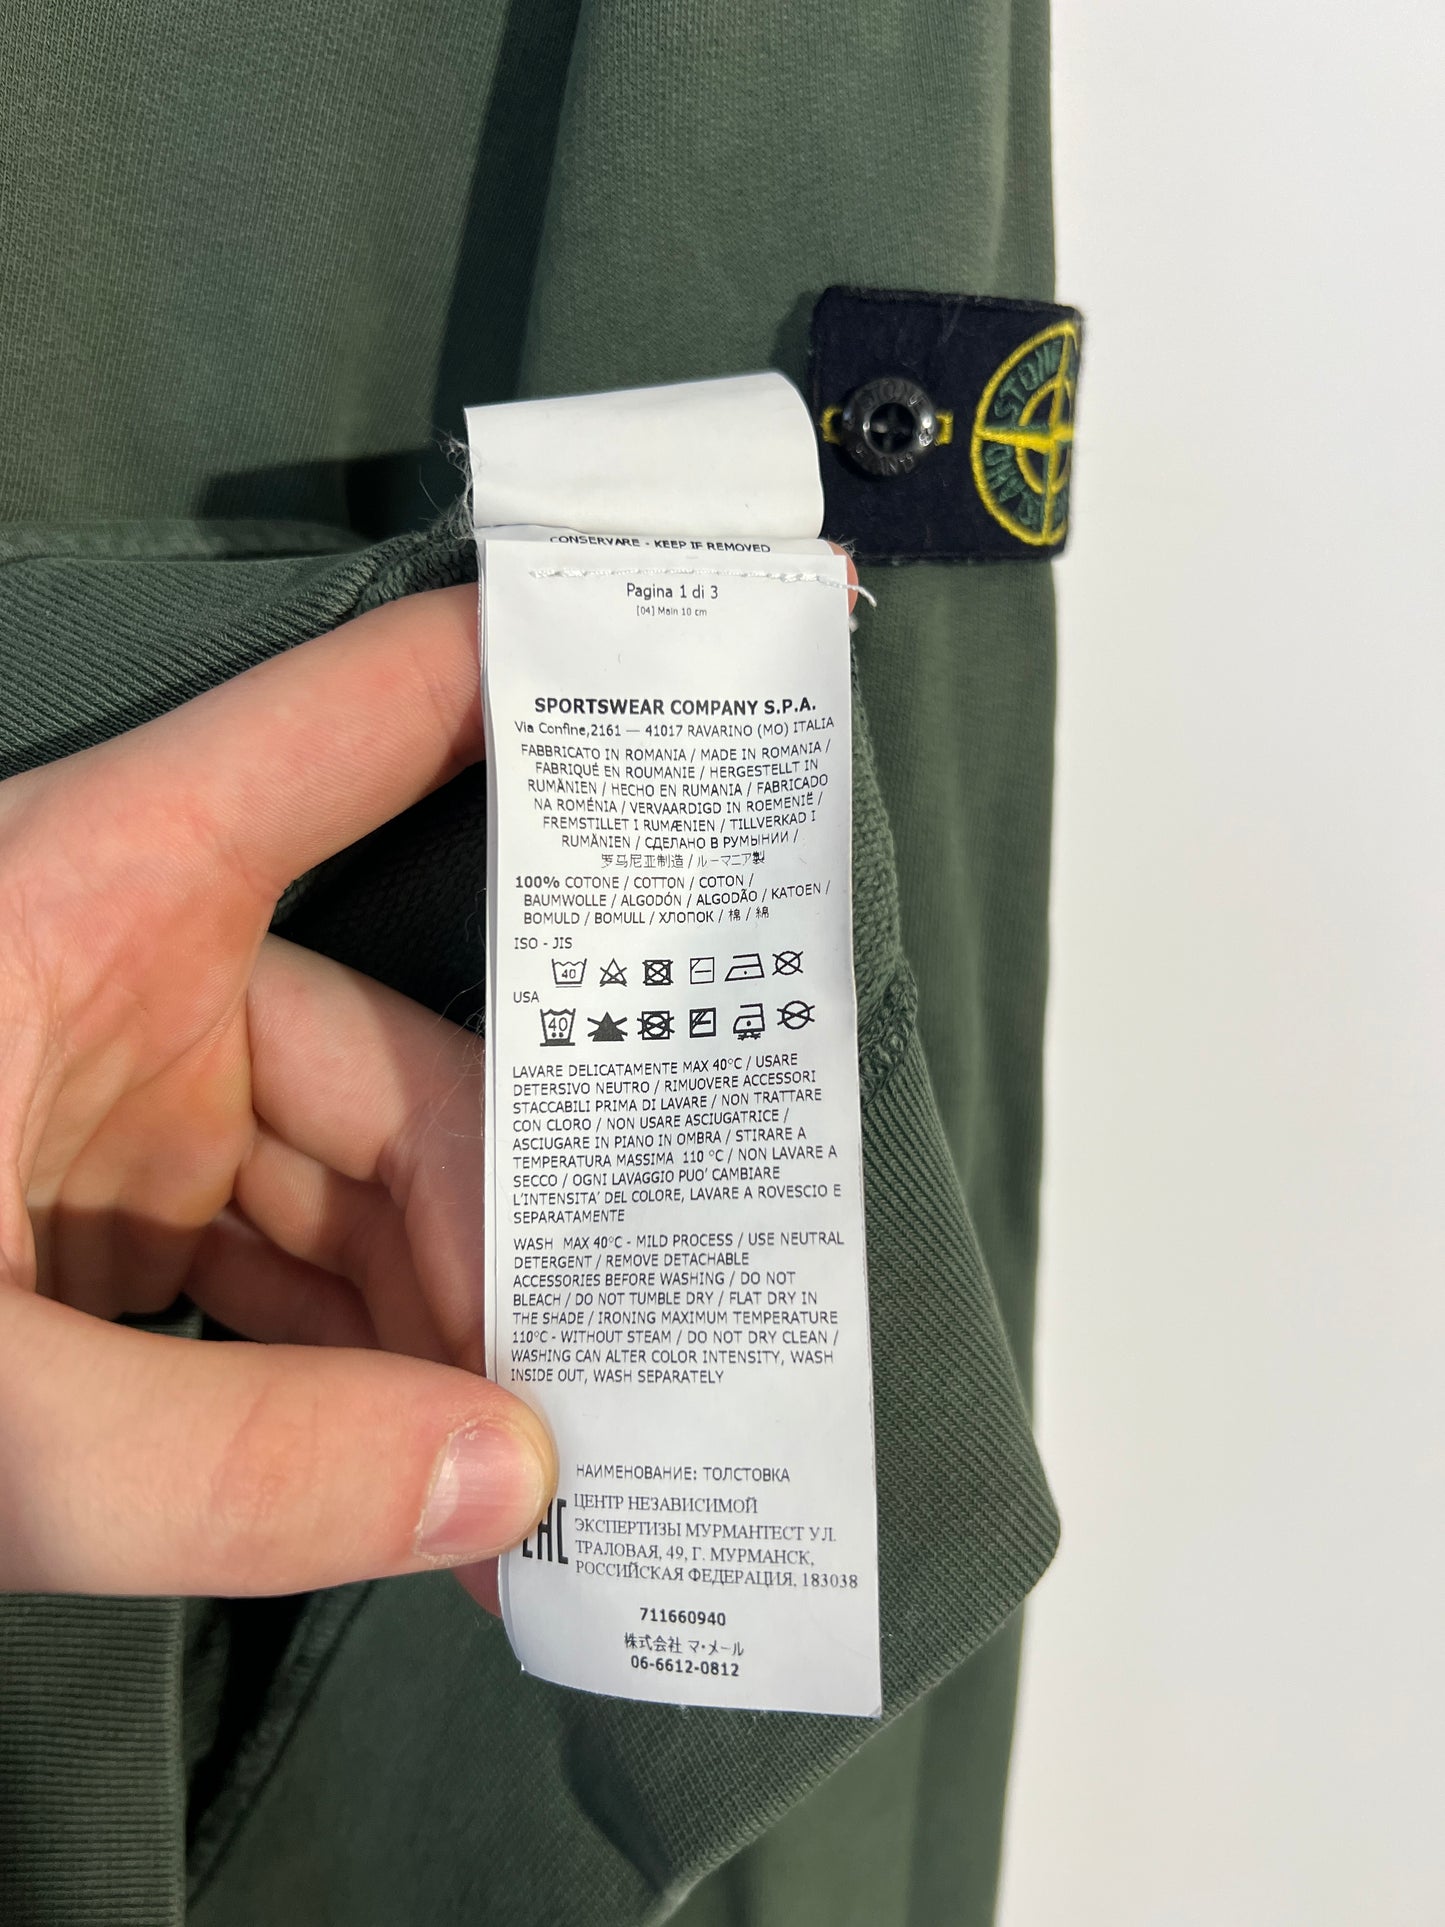 STONE
ISLAND
STONE
ISLAND
CONSERVARE - KEEP IF REMOVED
Pagina 1 di 3
[04] Main 10 cm
SPORTSWEAR COMPANY S.P.A.
Via Confine,2161 — 41017 RAVARINO (MO) ITALIA
FABBRICATO IN ROMANIA / MADE IN ROMANIA /
FABRIQUÉ EN ROUMANIE / HERGESTELLT IN
RUMÄNIEN / HECHO EN RUMANIA / FABRICADO
NA ROMÉNIA / VERVAARDIGD IN ROEMENIË /
FREMSTILLET I RUMÆNIEN / TILLVERKAD I
RUMÄNIEN / СДЕЛАНО В РУМЫНИИ /
罗马尼亚制造 / ルーマニア製
100% COTONE / COTTON / COTON /
BAUMWOLLE / ALGODÓN / ALGODÃO / KATOEN /
BOMULD / BOMULL / ХЛОПОК / 棉 / 綿
ISO - JIS
40
USA
40
LAVARE DELICATAMENTE MAX 40°C / USARE
DETERSIVO NEUTRO / RIMUOVERE ACCESSORI
STACCABILI PRIMA DI LAVARE / NON TRATTARE
CON CLORO / NON USARE ASCIUGATRICE /
ASCIUGARE IN PIANO IN OMBRA / STIRARE A
TEMPERATURA MASSIMA 110 °C / NON LAVARE A
SECCO / OGNI LAVAGGIO PUO' CAMBIARE
L'INTENSITA' DEL COLORE, LAVARE A ROVESCIO E
SEPARATAMENTE
WASH MAX 40°C - MILD PROCESS / USE NEUTRAL
DETERGENT / REMOVE DETACHABLE
ACCESSORIES BEFORE WASHING / DO NOT
BLEACH / DO NOT TUMBLE DRY / FLAT DRY IN
THE SHADE / IRONING MAXIMUM TEMPERATURE
110°C - WITHOUT STEAM / DO NOT DRY CLEAN /
WASHING CAN ALTER COLOR INTENSITY, WASH
INSIDE OUT, WASH SEPARATELY
НАИМЕНОВАНИЕ: ТОЛСТОВКА
EAC
ЦЕНТР НЕЗАВИСИМОЙ
ЭКСПЕРТИЗЫ МУРМАНТЕСТ УЛ.
ТРАЛОВАЯ, 49, Г. МУРМАНСК,
РОССИЙСКАЯ ФЕДЕРАЦИЯ, 183038
711660940
株式会社 マ・メール
06-6612-0812